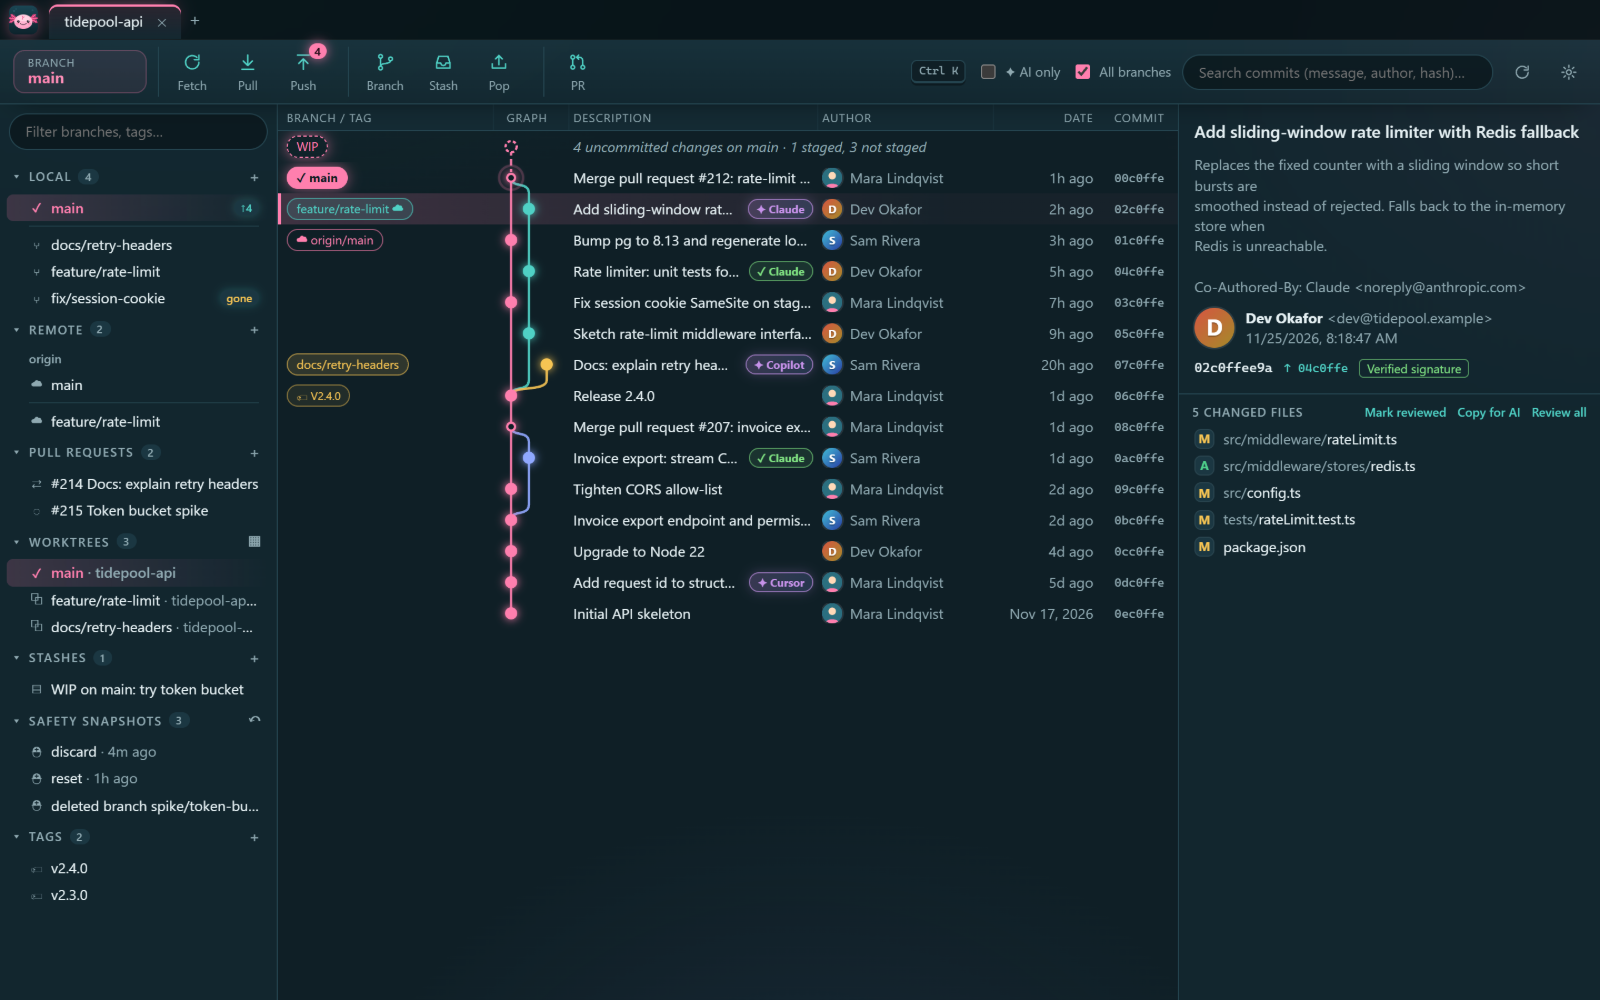 tidepool-api
BRANCH
main
Fetch
Pull
Push
4
Branch
Stash
Pop
PR
Ctrl K
AI only
All branches
Search commits (message, author, hash)...
Filter branches, tags...
LOCAL 4
main ↑4
docs/retry-headers
feature/rate-limit
fix/session-cookie gone
REMOTE 2
origin
main
feature/rate-limit
PULL REQUESTS 2
#214 Docs: explain retry headers
#215 Token bucket spike
WORKTREES 3
main · tidepool-api
feature/rate-limit · tidepool-ap...
docs/retry-headers · tidepool-...
STASHES 1
WIP on main: try token bucket
SAFETY SNAPSHOTS 3
discard · 4m ago
reset · 1h ago
deleted branch spike/token-bu...
TAGS 2
v2.4.0
v2.3.0
BRANCH / TAG GRAPH DESCRIPTION AUTHOR DATE COMMIT
WIP 4 uncommitted changes on main · 1 staged, 3 not staged
✓ main Merge pull request #212: rate-limit ... Mara Lindqvist 1h ago 00c0ffe
feature/rate-limit Add sliding-window rat... Claude D Dev Okafor 2h ago 02c0ffe
origin/main Bump pg to 8.13 and regenerate lo... S Sam Rivera 3h ago 01c0ffe
Rate limiter: unit tests fo... ✓ Claude D Dev Okafor 5h ago 04c0ffe
Fix session cookie SameSite on stag... Mara Lindqvist 7h ago 03c0ffe
Sketch rate-limit middleware interfa... D Dev Okafor 9h ago 05c0ffe
docs/retry-headers Docs: explain retry hea... Copilot S Sam Rivera 20h ago 07c0ffe
V2.4.0 Release 2.4.0 Mara Lindqvist 1d ago 06c0ffe
Merge pull request #207: invoice ex... Mara Lindqvist 1d ago 08c0ffe
Invoice export: stream C... ✓ Claude S Sam Rivera 1d ago 0ac0ffe
Tighten CORS allow-list Mara Lindqvist 2d ago 09c0ffe
Invoice export endpoint and permis... S Sam Rivera 2d ago 0bc0ffe
Upgrade to Node 22 D Dev Okafor 4d ago 0cc0ffe
Add request id to struct... Cursor Mara Lindqvist 5d ago 0dc0ffe
Initial API skeleton Mara Lindqvist Nov 17, 2026 0ec0ffe
Add sliding-window rate limiter with Redis fallback
Replaces the fixed counter with a sliding window so short
bursts are
smoothed instead of rejected. Falls back to the in-memory
store when
Redis is unreachable.
Co-Authored-By: Claude <noreply@anthropic.com>
D
Dev Okafor <dev@tidepool.example>
11/25/2026, 8:18:47 AM
02c0ffee9a ↑ 04c0ffe Verified signature
5 CHANGED FILES Mark reviewed Copy for AI Review all
M src/middleware/rateLimit.ts
A src/middleware/stores/redis.ts
M src/config.ts
M tests/rateLimit.test.ts
M package.json